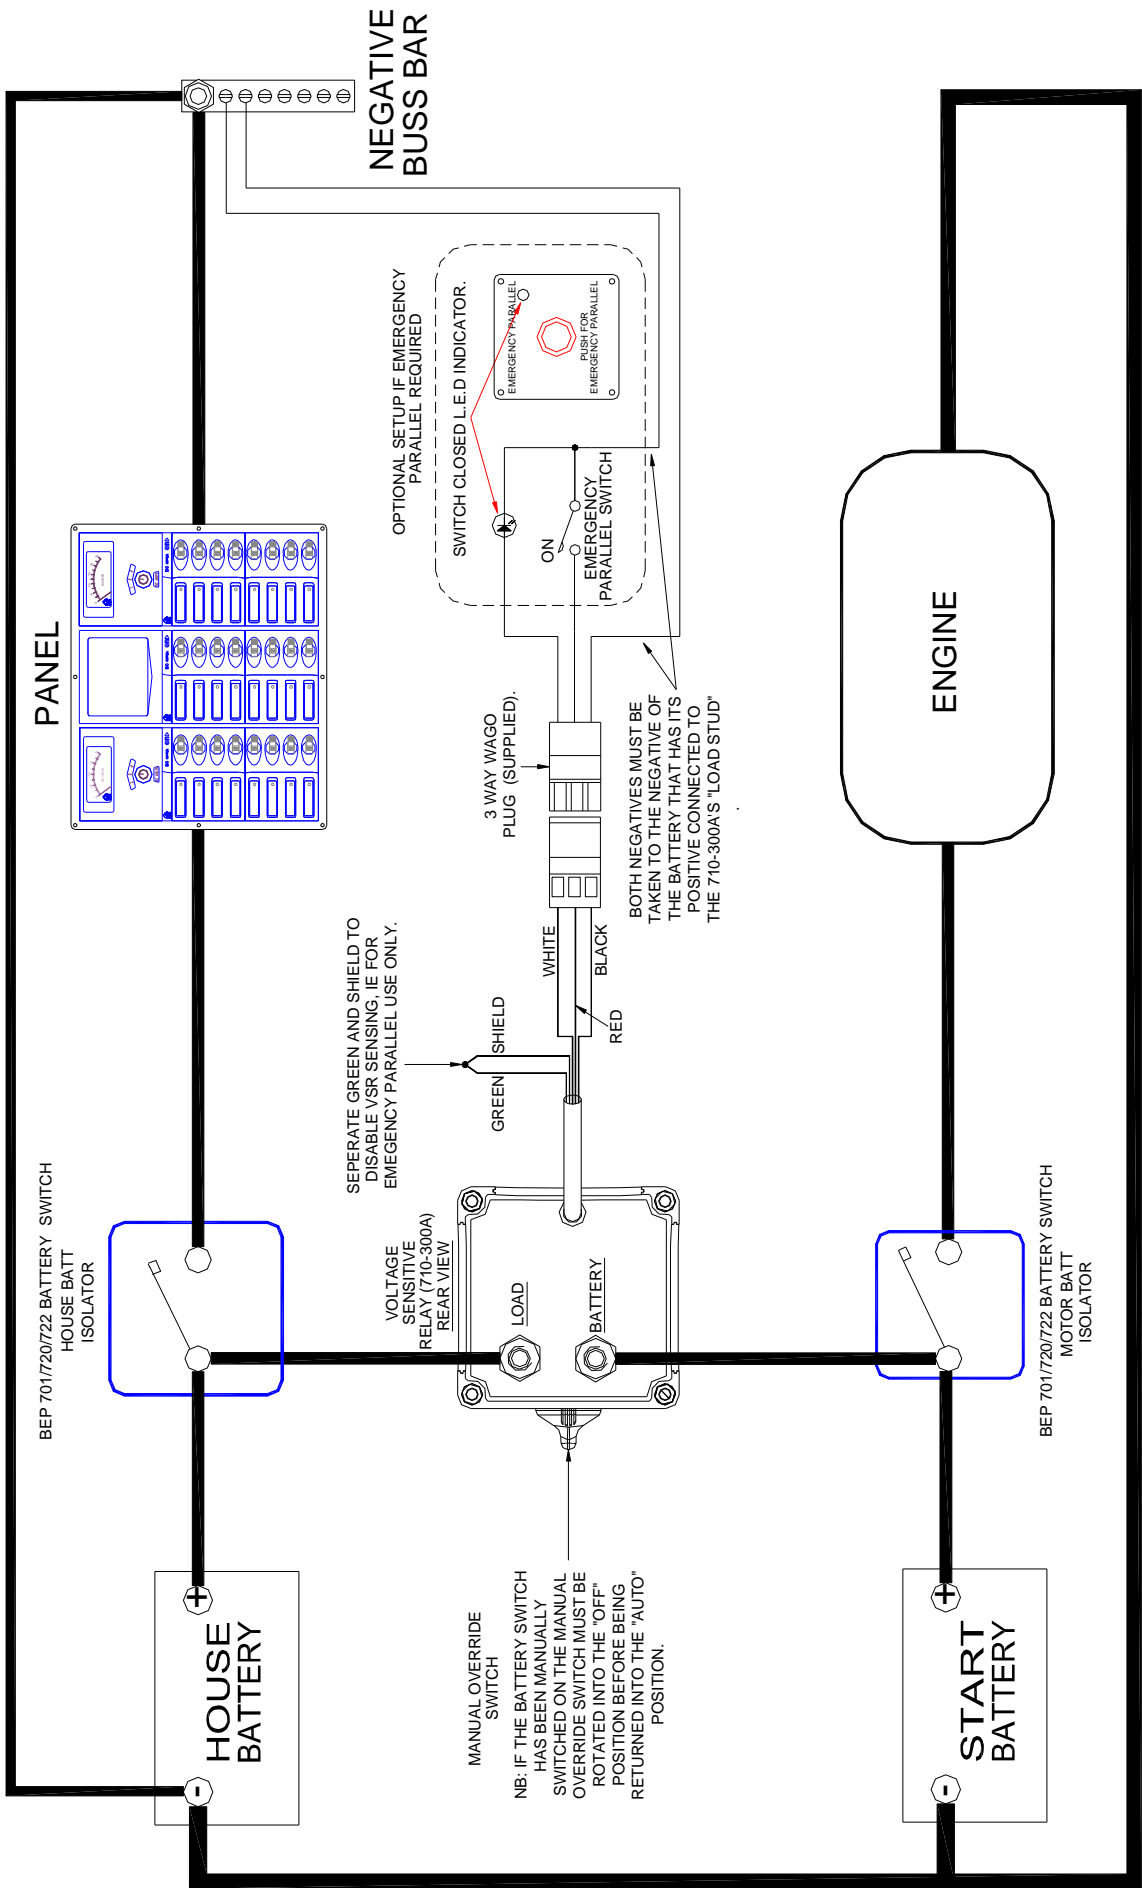 NEGATIVE
BUSS BAR
PANEL
OPTIONAL SETUP IF EMERGENCY
PARALLEL REQUIRED
SWITCH CLOSED L.E.D INDICATOR.
EMERGENCY PARALLEL
PUSH FOR
EMERGENCY PARALLEL
ON
EMERGENCY
PARALLEL SWITCH
3 WAY WAGO
PLUG (SUPPLIED).
BOTH NEGATIVES MUST BE
TAKEN TO THE NEGATIVE OF
THE BATTERY THAT HAS ITS
POSITIVE CONNECTED TO
THE 710-300A'S "LOAD STUD"
.
ENGINE
SEPERATE GREEN AND SHIELD TO
DISABLE VSR SENSING, IE FOR
EMEGENCY PARALLEL USE ONLY.
GREEN
SHIELD
WHITE
BLACK
RED
BEP 701/720/722 BATTERY SWITCH
HOUSE BATT
ISOLATOR
VOLTAGE
SENSITIVE
RELAY (710-300A)
REAR VIEW
LOAD
BATTERY
BEP 701/720/722 BATTERY SWITCH
MOTOR BATT
ISOLATOR
MANUAL OVERRIDE
SWITCH
NB: IF THE BATTERY SWITCH
HAS BEEN MANUALLY
SWITCHED ON THE MANUAL
OVERRIDE SWITCH MUST BE
ROTATED INTO THE "OFF"
POSITION BEFORE BEING
RETURNED INTO THE "AUTO"
POSITION.
+
HOUSE
BATTERY
-
+
START
BATTERY
-